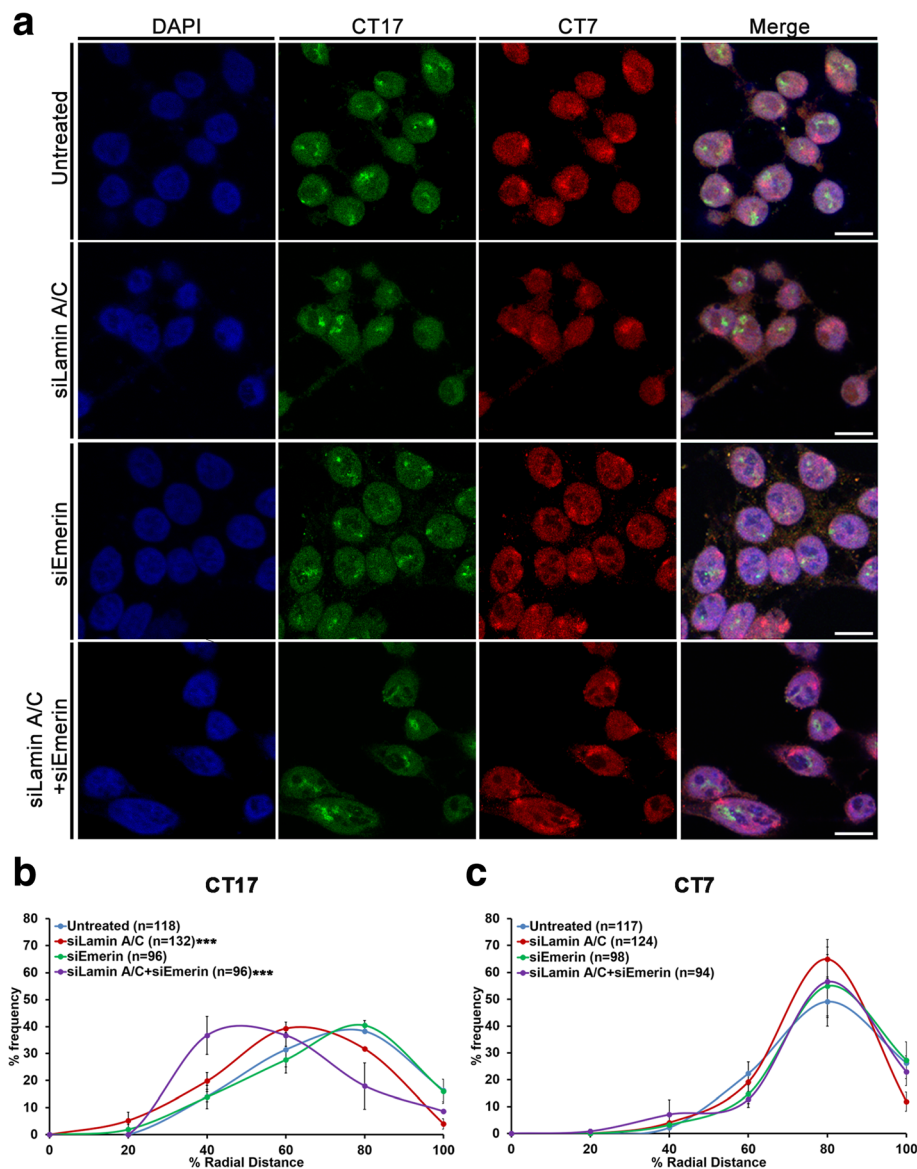 a
DAPI CT17 CT7 Merge
Untreated
siLamin A/C
siEmerin
siLamin A/C
+siEmerin
b
CT17
80
70
60
50
40
30
20
10
0
% frequency
Untreated (n=118)
siLamin A/C (n=132)***
siEmerin (n=96)
siLamin A/C+siEmerin (n=96)***
0 20 40 60 80 100
% Radial Distance
c
CT7
80
70
60
50
40
30
20
10
0
% frequency
Untreated (n=117)
siLamin A/C (n=124)
siEmerin (n=98)
siLamin A/C+siEmerin (n=94)
0 20 40 60 80 100
% Radial Distance